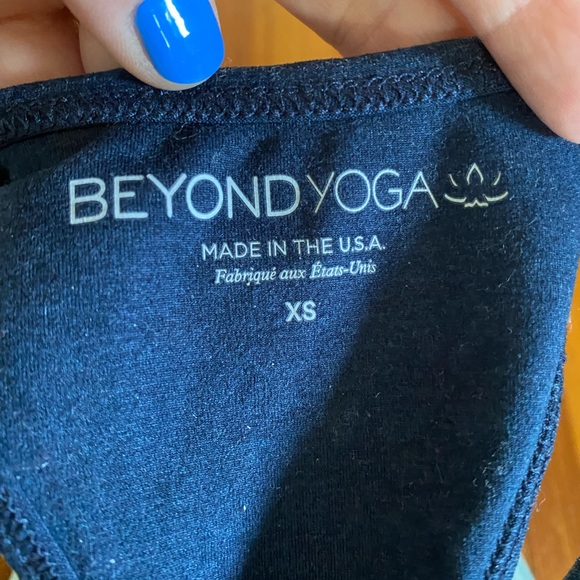 BEYOND YOGA
MADE IN THE U.S.A.
Fabriqué aux États-Unis
XS